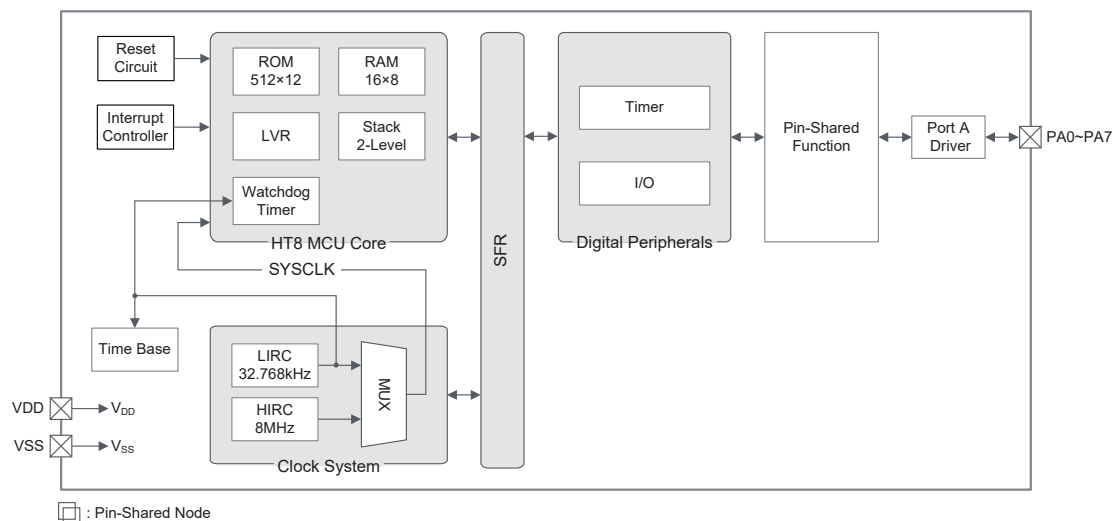 Reset
Circuit
Interrupt
Controller
ROM
512×12
RAM
16×8
LVR
Stack
2-Level
Watchdog
Timer
HT8 MCU Core
SYSCLK
Time Base
LIRC
32.768kHz
HIRC
8MHz
MUX
Clock System
SFR
Timer
I/O
Digital Peripherals
Pin-Shared
Function
Port A
Driver
PA0~PA7
VDD
VDD
VSS
VSS
: Pin-Shared Node